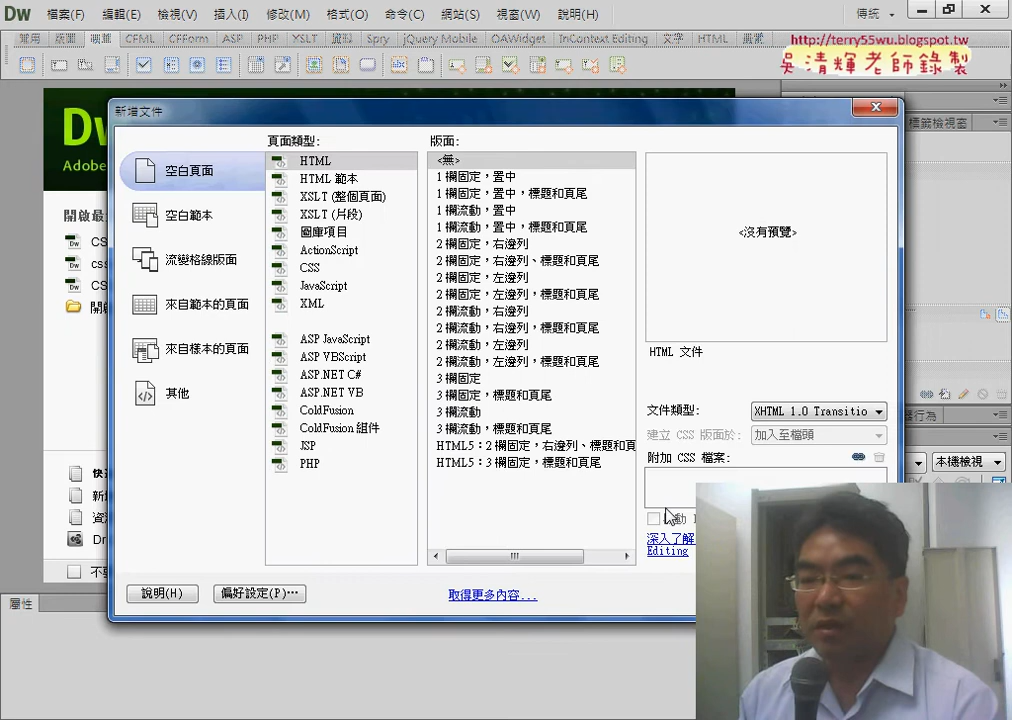 Dw 檔案(F) 編輯(E) 檢視(V) 插入(I) 修改(M) 格式(O) 命令(C) 網站(S) 視窗(W) 說明(H) 傳統
常用 版面 表單 CFML CFForm ASP PHP XSLT 資料 Spry jQuery Mobile OAWidget InContext Editing 文字 HTML
http://terry55wu.blogspot.tw
吳清輝老師錄製
標籤檢視窗
Dw
新增文件
頁面類型:
版面:
空白頁面
空白範本
流變格線版面
來自範本的頁面
來自樣本的頁面
其他
HTML
HTML 範本
XSLT (整個頁面)
XSLT (片段)
圖庫項目
ActionScript
CSS
JavaScript
XML
ASP JavaScript
ASP VBScript
ASP.NET C#
ASP.NET VB
ColdFusion
ColdFusion 組件
JSP
PHP
<無>
1 欄固定，置中
1 欄固定，置中，標題和頁尾
1 欄流動，置中
1 欄流動，置中，標題和頁尾
2 欄固定，右邊列
2 欄固定，右邊列、標題和頁尾
2 欄固定，左邊列
2 欄固定，左邊列，標題和頁尾
2 欄流動，右邊列
2 欄流動，右邊列，標題和頁尾
2 欄流動，左邊列
2 欄流動，左邊列，標題和頁尾
3 欄固定
3 欄固定，標題和頁尾
3 欄流動
3 欄流動，標題和頁尾
HTML5：2 欄固定，右邊列、標題和頁
HTML5：3 欄固定，標題和頁尾
<沒有預覽>
HTML 文件
文件類型: XHTML 1.0 Transitio
建立 CSS 版面於: 加入至檔頭
附加 CSS 檔案:
深入了解
Editing
說明(H)
偏好設定(P)...
取得更多內容...
Adobe
開啟最
行為
本機檢視
屬性